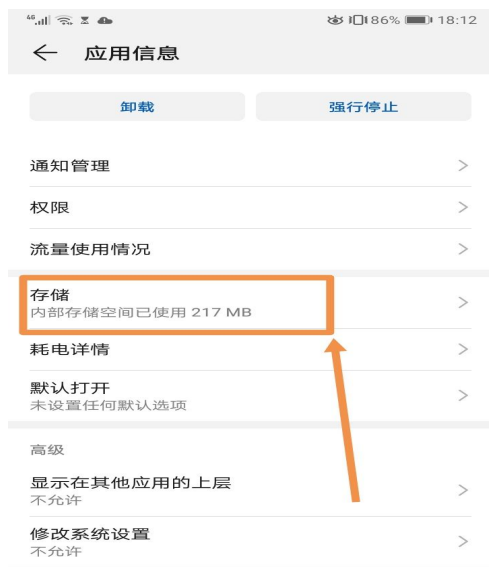 46 86% 18:12
应用信息
卸载 强行停止
通知管理
权限
流量使用情况
存储
内部存储空间已使用 217 MB
耗电详情
默认打开
未设置任何默认选项
高级
显示在其他应用的上层
不允许
修改系统设置
不允许